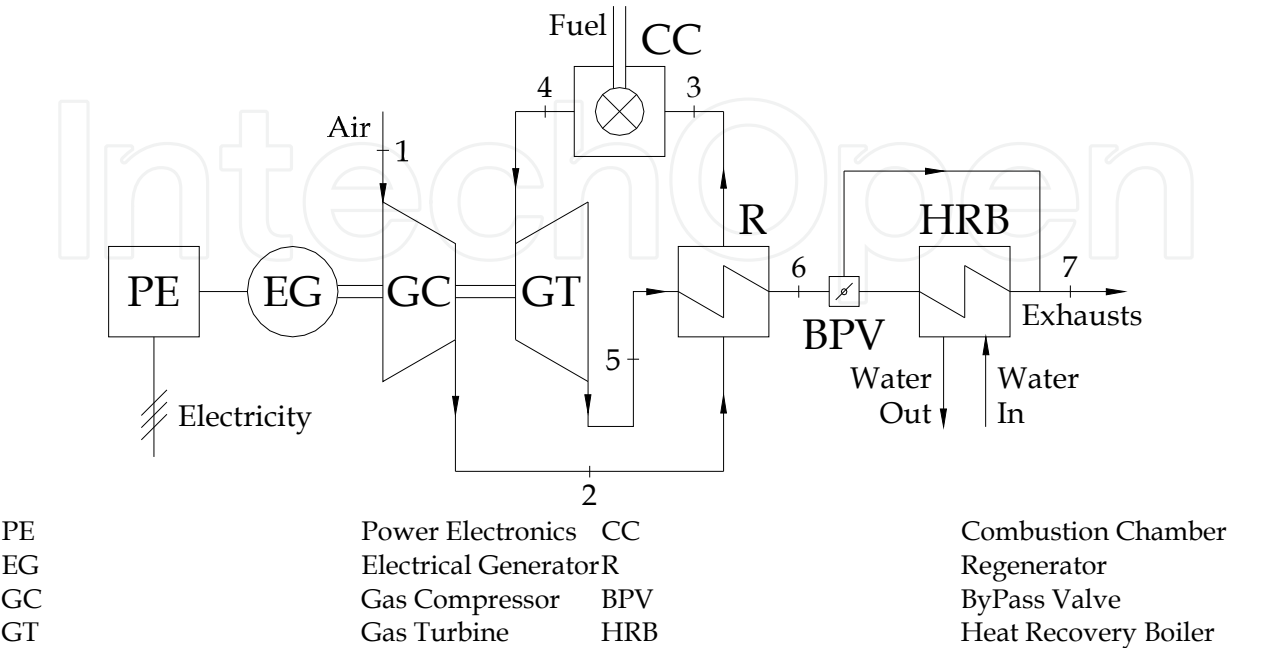 IntechOpen
Fuel
CC
4
3
Air
1
R
HRB
PE
EG
GC
GT
6
7
BPV
Exhausts
5
Water
Out
Water
In
Electricity
2
PE Power Electronics CC Combustion Chamber
EG Electrical Generator R Regenerator
GC Gas Compressor BPV ByPass Valve
GT Gas Turbine HRB Heat Recovery Boiler